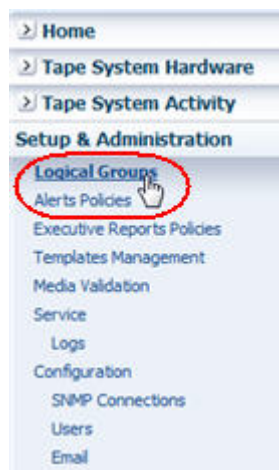 Home
Tape System Hardware
Tape System Activity
Setup & Administration
Logical Groups
Alerts Policies
Executive Reports Policies
Templates Management
Media Validation
Service
Logs
Configuration
SNMP Connections
Users
Email